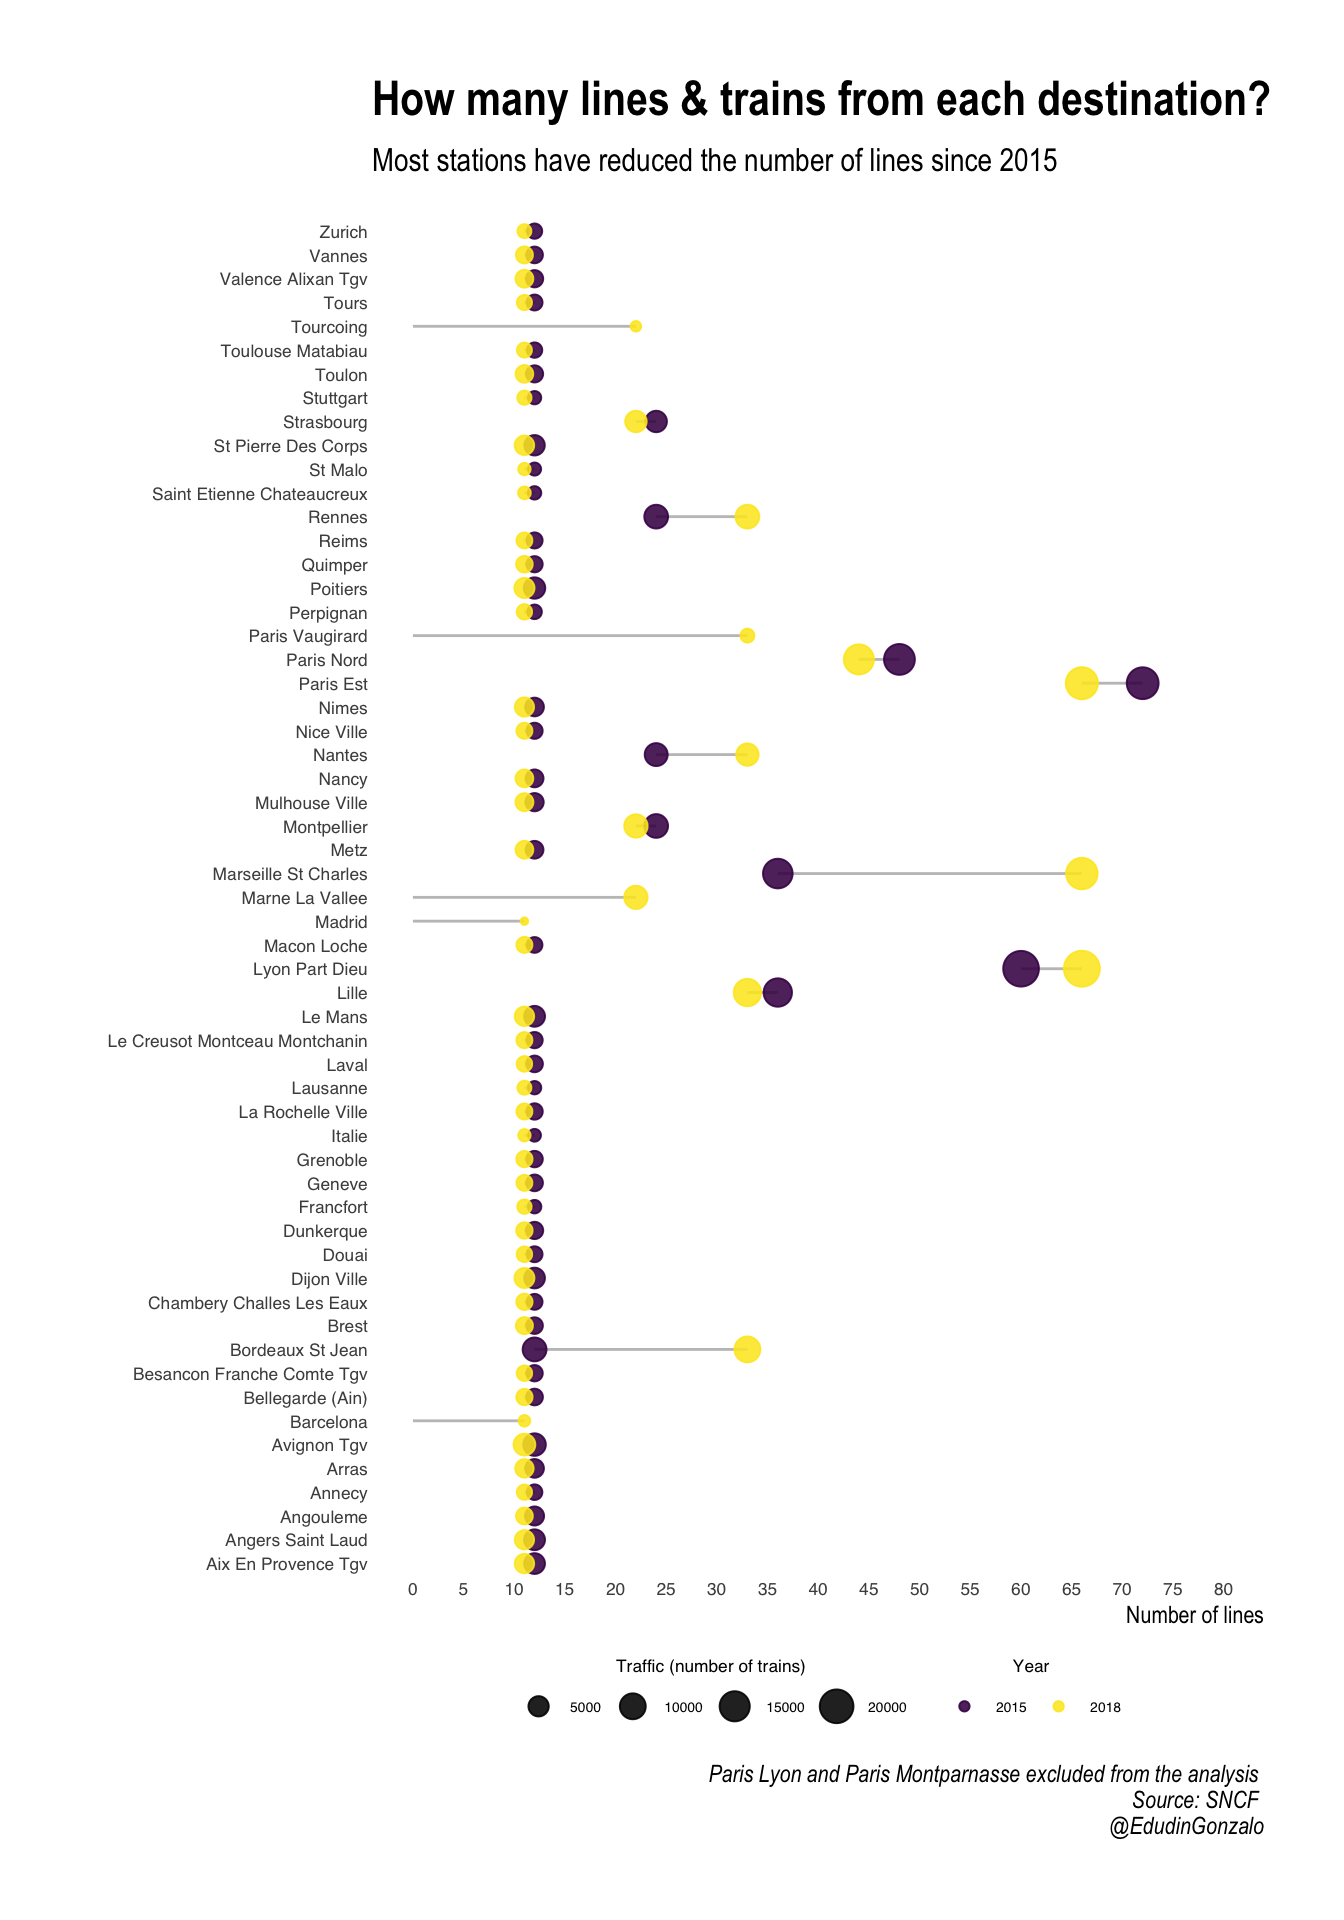 How many lines & trains from each destination?
Most stations have reduced the number of lines since 2015
Zurich
Vannes
Valence Alixan Tgv
Tours
Tourcoing
Toulouse Matabiau
Toulon
Stuttgart
Strasbourg
St Pierre Des Corps
St Malo
Saint Etienne Chateaucreux
Rennes
Reims
Quimper
Poitiers
Perpignan
Paris Vaugirard
Paris Nord
Paris Est
Nimes
Nice Ville
Nantes
Nancy
Mulhouse Ville
Montpellier
Metz
Marseille St Charles
Marne La Vallee
Madrid
Macon Loche
Lyon Part Dieu
Lille
Le Mans
Le Creusot Montceau Montchanin
Laval
Lausanne
La Rochelle Ville
Italie
Grenoble
Geneve
Francfort
Dunkerque
Douai
Dijon Ville
Chambery Challes Les Eaux
Brest
Bordeaux St Jean
Besancon Franche Comte Tgv
Bellegarde (Ain)
Barcelona
Avignon Tgv
Arras
Annecy
Angouleme
Angers Saint Laud
Aix En Provence Tgv
0 5 10 15 20 25 30 35 40 45 50 55 60 65 70 75 80
Number of lines
Traffic (number of trains) Year
5000 10000 15000 20000 2015 2018
Paris Lyon and Paris Montparnasse excluded from the analysis
Source: SNCF
@EdudinGonzalo